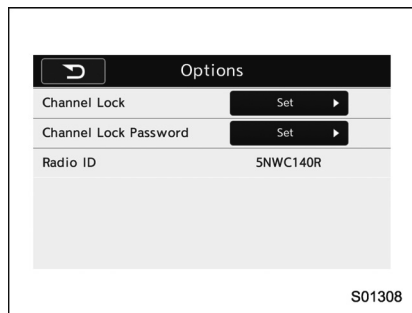 Options
Channel Lock Set
Channel Lock Password Set
Radio ID 5NWC140R
S01308